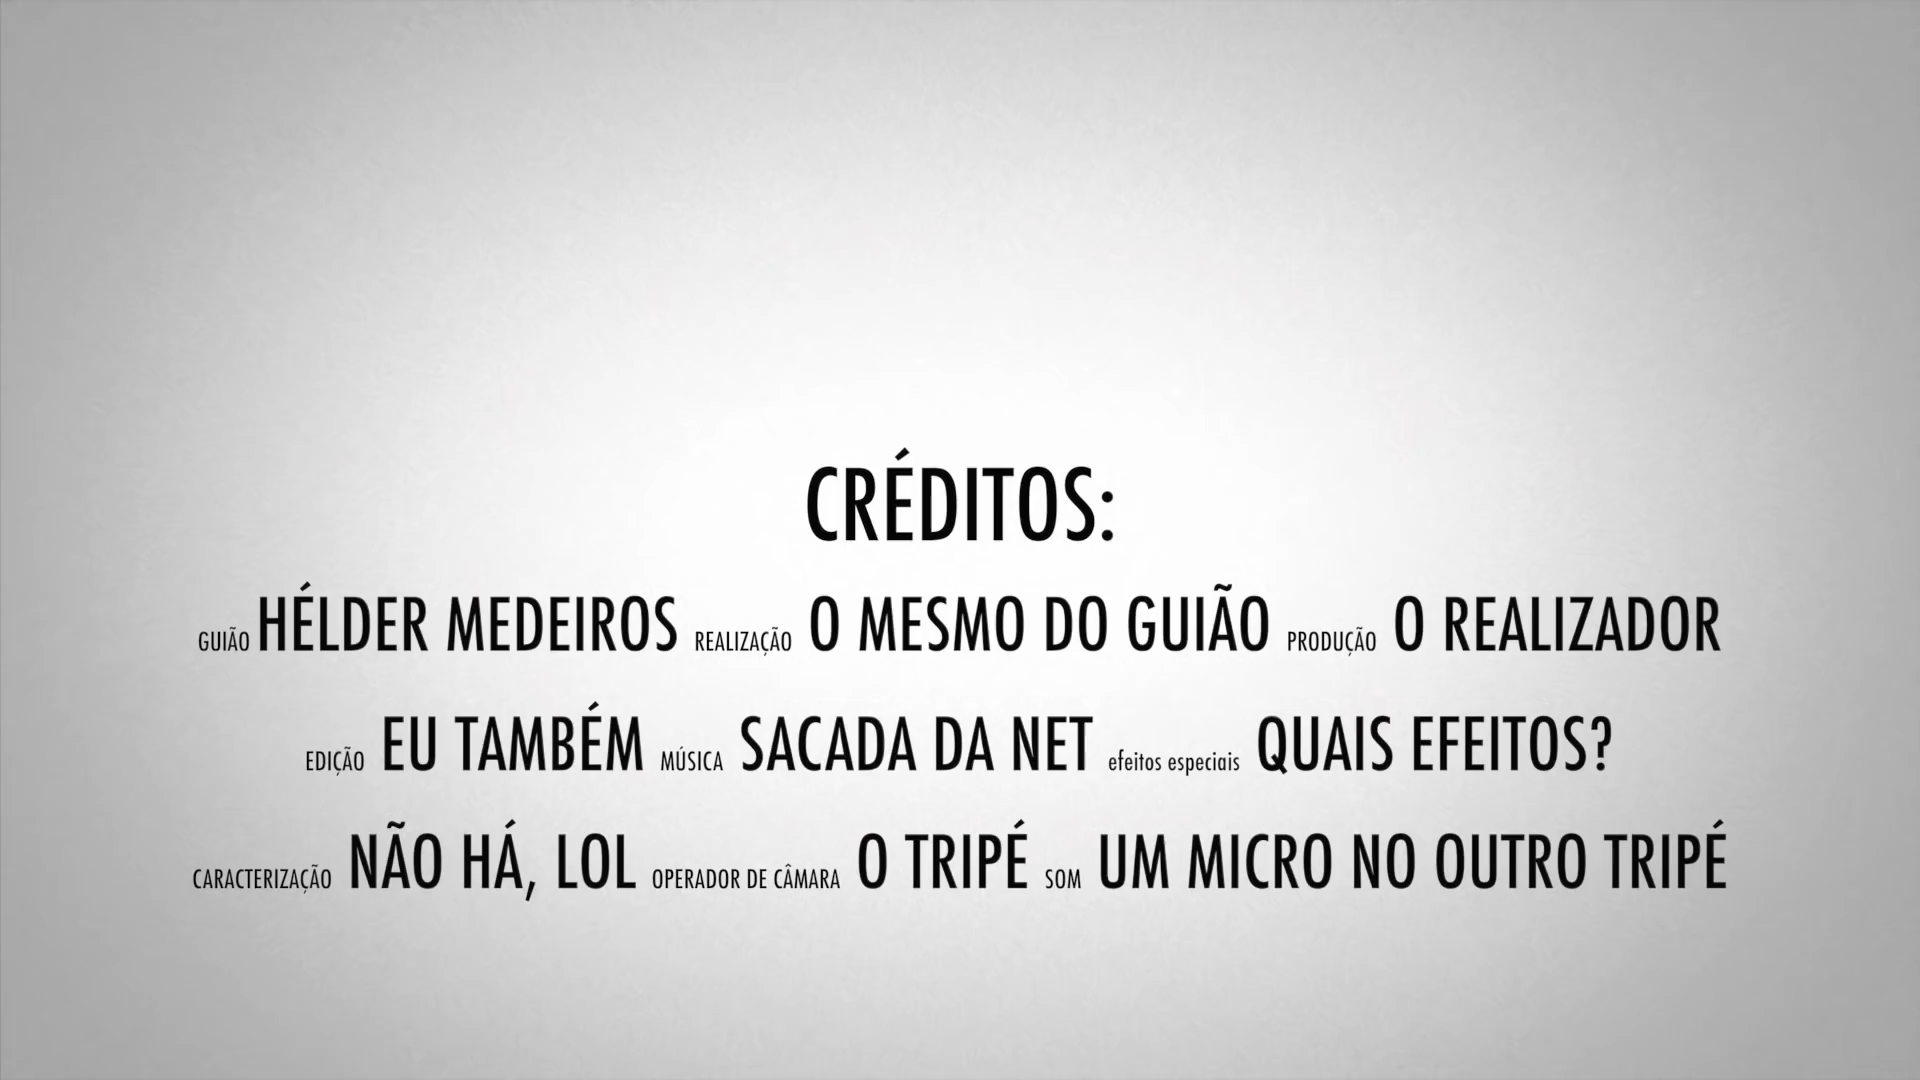 CRÉDITOS:
GUIÃO HÉLDER MEDEIROS REALIZAÇÃO O MESMO DO GUIÃO PRODUÇÃO O REALIZADOR
EDIÇÃO EU TAMBÉM MÚSICA SACADA DA NET efeitos especiais QUAIS EFEITOS?
CARACTERIZAÇÃO NÃO HÁ, LOL OPERADOR DE CÂMARA O TRIPÉ SOM UM MICRO NO OUTRO TRIPÉ